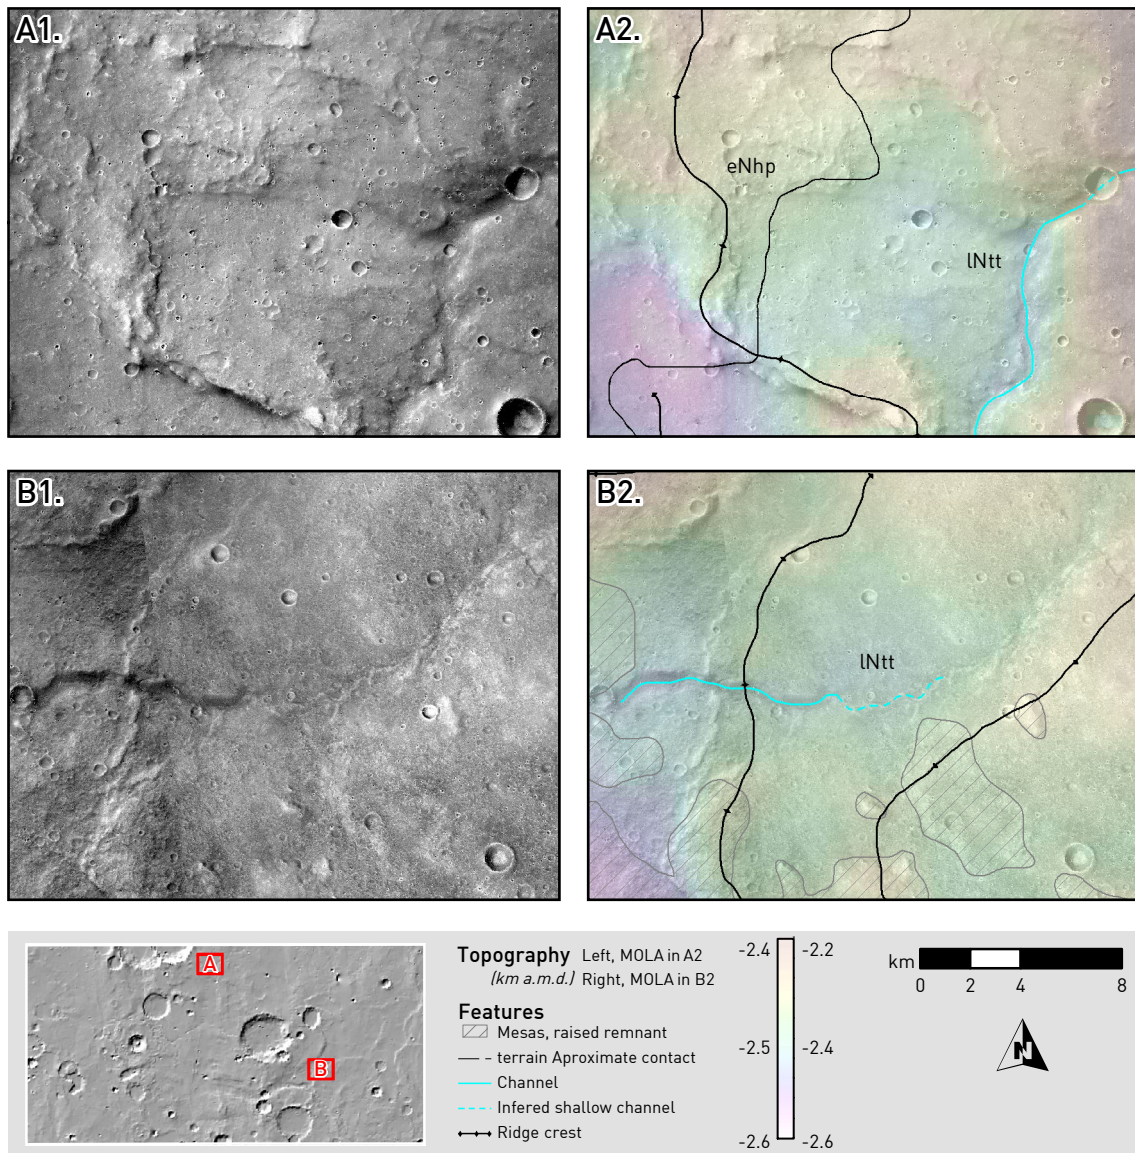 A1.
A2.
eNhp
lNtt
B1.
B2.
lNtt
A
B
Topography Left, MOLA in A2
(km a.m.d.) Right, MOLA in B2
Features
Mesas, raised remnant
terrain Aproximate contact
Channel
Infered shallow channel
Ridge crest
-2.4 -2.2
-2.5 -2.4
-2.6 -2.6
km
0 2 4 8
N